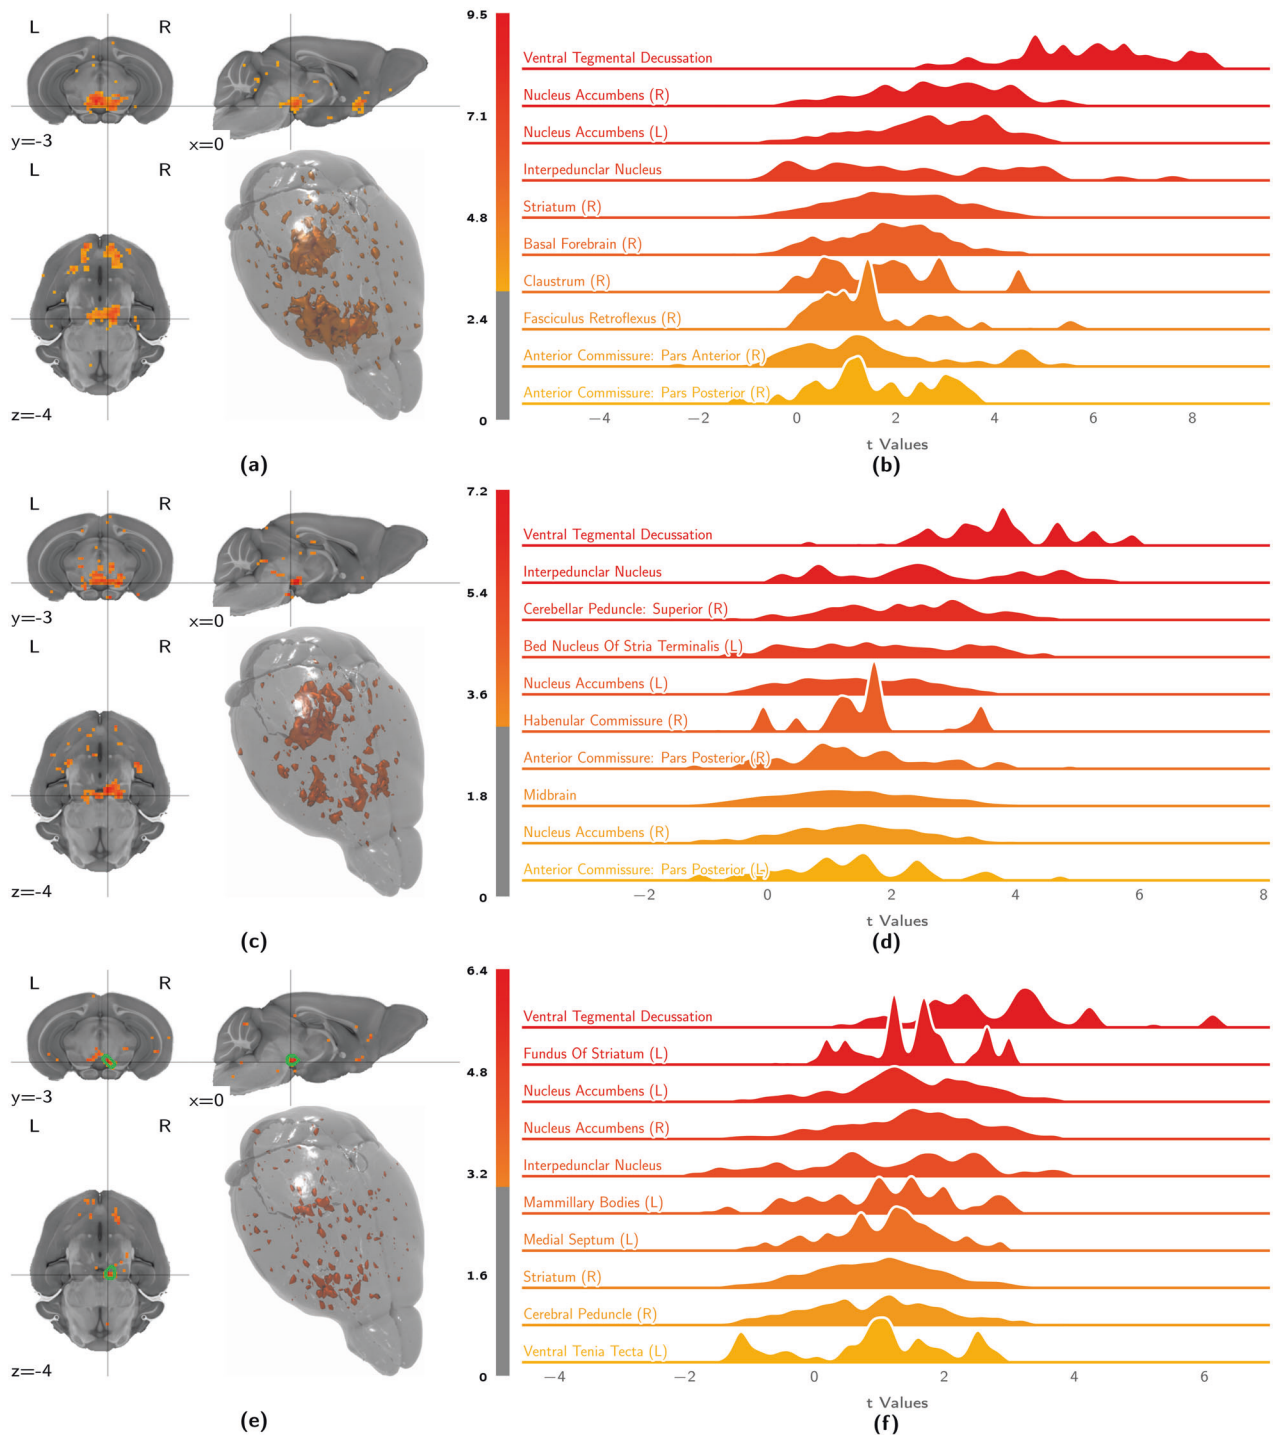 L R
y=-3
x=0
L R
z=-4
9.5
7.1
4.8
2.4
0
Ventral Tegmental Decussation
Nucleus Accumbens (R)
Nucleus Accumbens (L)
Interpeduncular Nucleus
Striatum (R)
Basal Forebrain (R)
Claustrum (R)
Fasciculus Retroflexus (R)
Anterior Commissure: Pars Anterior (R)
Anterior Commissure: Pars Posterior (R)
−4 −2 0 2 4 6 8
t Values
(a) (b)
L R
y=-3
x=0
L R
z=-4
7.2
5.4
3.6
1.8
0
Ventral Tegmental Decussation
Interpedunclar Nucleus
Cerebellar Peduncle: Superior (R)
Bed Nucleus Of Stria Terminalis (L)
Nucleus Accumbens (L)
Habenular Commissure (R)
Anterior Commissure: Pars Posterior (R)
Midbrain
Nucleus Accumbens (R)
Anterior Commissure: Pars Posterior (L)
−2 0 2 4 6 8
t Values
(c) (d)
L R
y=-3
x=0
L R
z=-4
6.4
4.8
3.2
1.6
0
Ventral Tegmental Decussation
Fundus Of Striatum (L)
Nucleus Accumbens (L)
Nucleus Accumbens (R)
Interpedunclar Nucleus
Mammillary Bodies (L)
Medial Septum (L)
Striatum (R)
Cerebral Peduncle (R)
Ventral Tenia Tecta (L)
−4 −2 0 2 4 6
t Values
(e) (f)